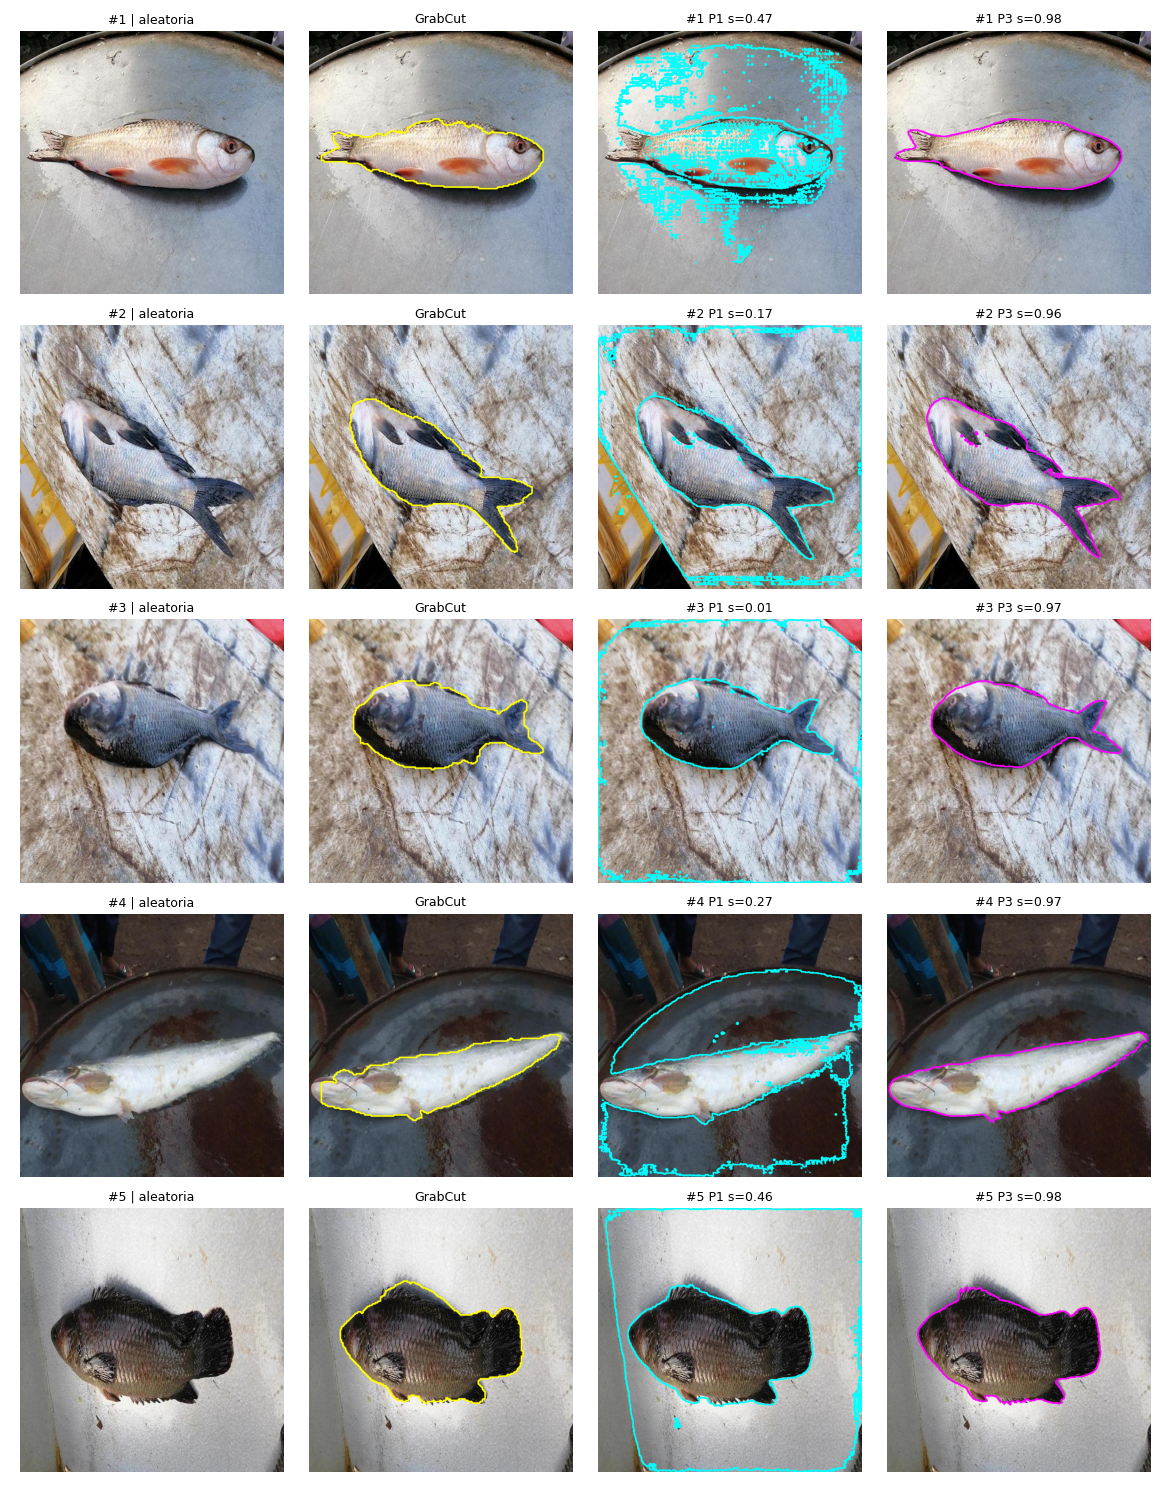 #1 | aleatoria GrabCut #1 P1 s=0.47 #1 P3 s=0.98
#2 | aleatoria GrabCut #2 P1 s=0.17 #2 P3 s=0.96
#3 | aleatoria GrabCut #3 P1 s=0.01 #3 P3 s=0.97
#4 | aleatoria GrabCut #4 P1 s=0.27 #4 P3 s=0.97
#5 | aleatoria GrabCut #5 P1 s=0.46 #5 P3 s=0.98